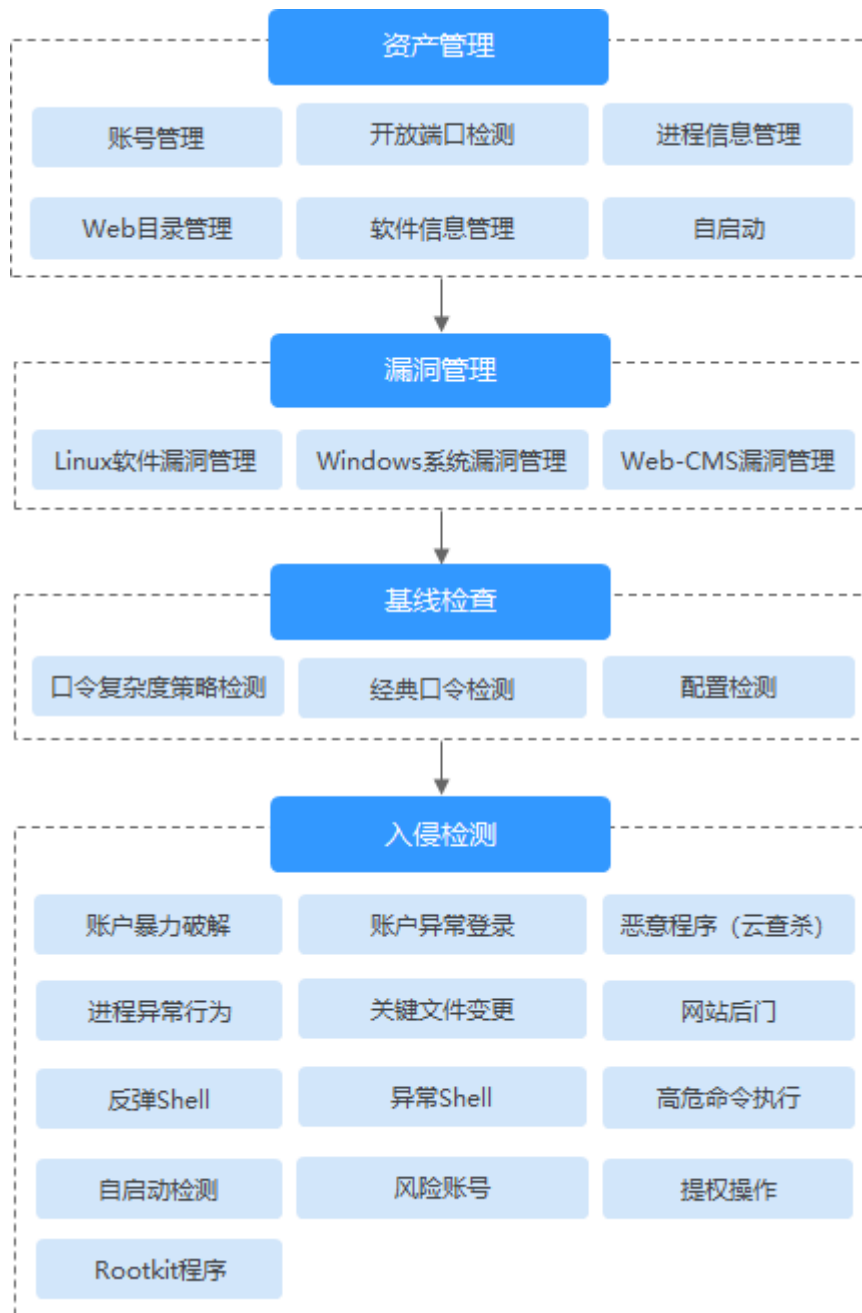 资产管理
账号管理
开放端口检测
进程信息管理
Web目录管理
软件信息管理
自启动
漏洞管理
Linux软件漏洞管理
Windows系统漏洞管理
Web-CMS漏洞管理
基线检查
口令复杂度策略检测
经典口令检测
配置检测
入侵检测
账户暴力破解
账户异常登录
恶意程序（云查杀）
进程异常行为
关键文件变更
网站后门
反弹Shell
异常Shell
高危命令执行
自启动检测
风险账号
提权操作
Rootkit程序